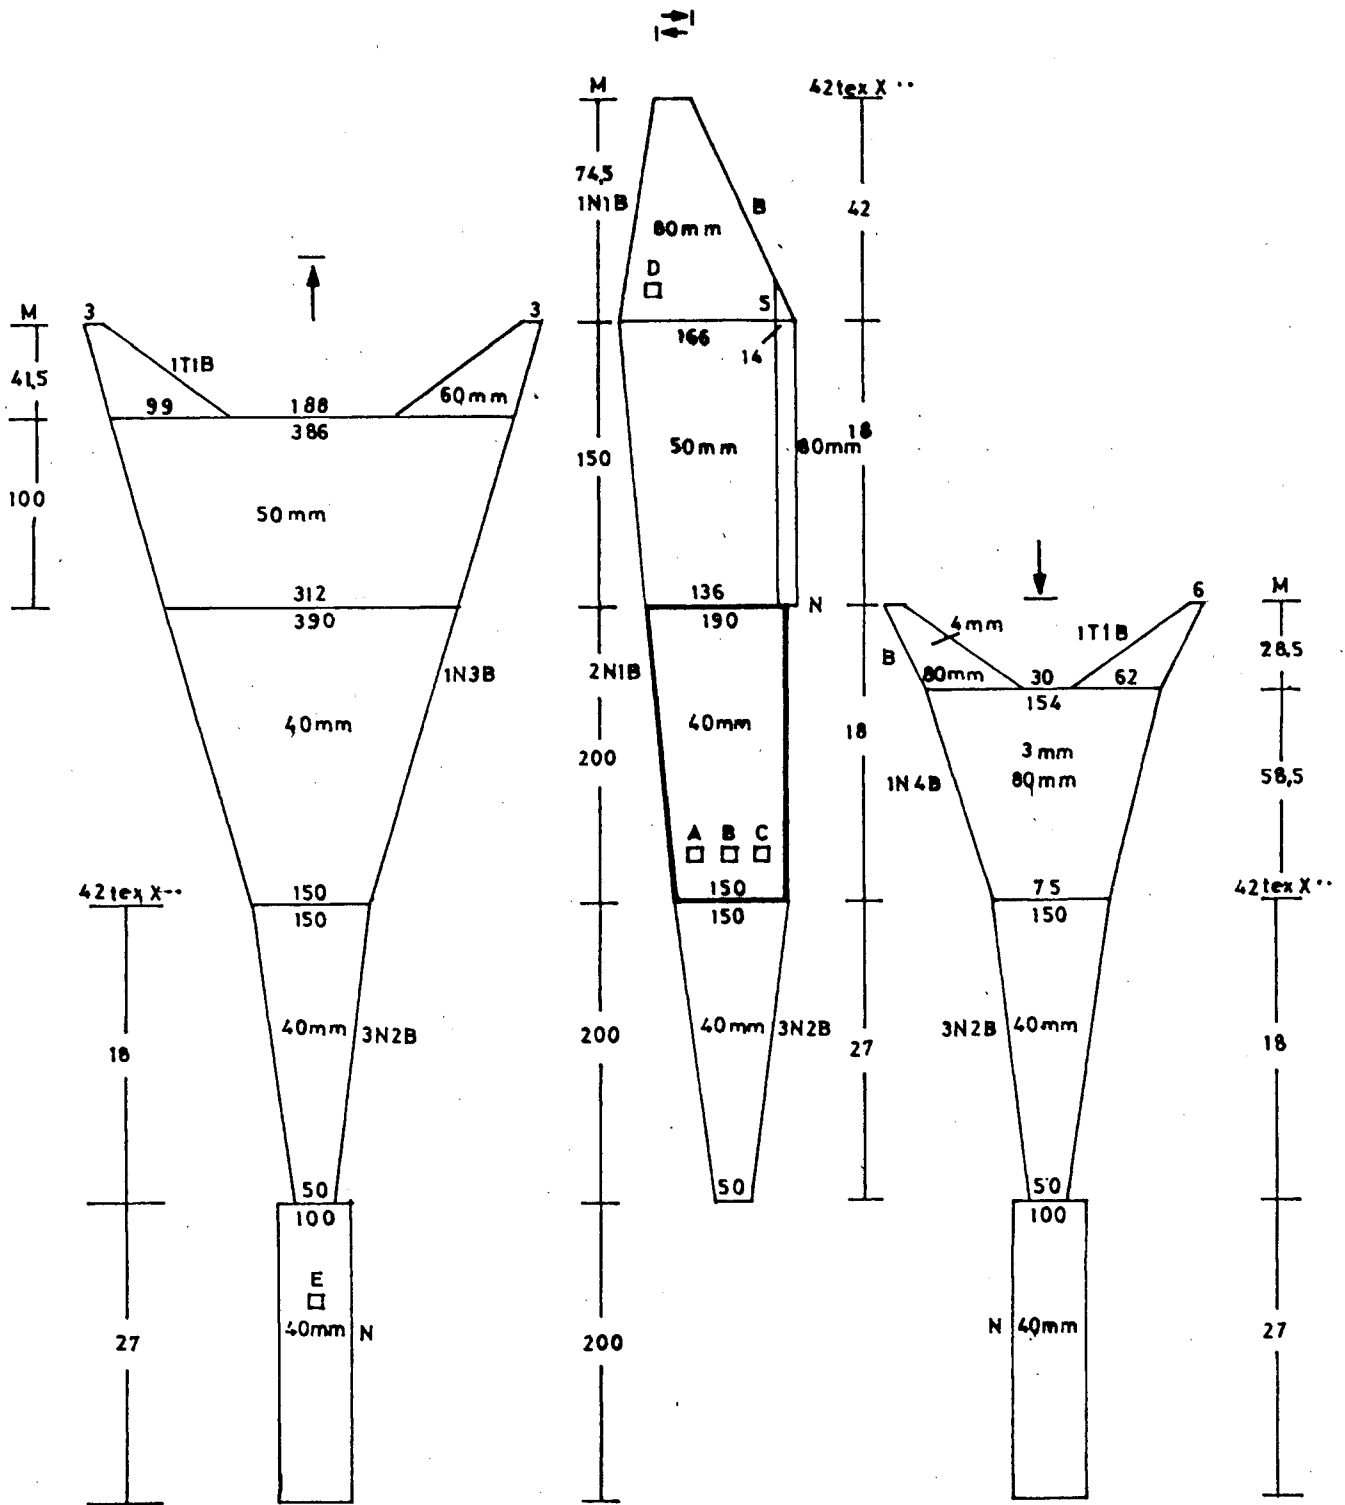 M
42tex X··
74,5
1N1B
B
42
80mm
D
M
3
3
5
166
14
41,5
1T1B
60mm
99
188
386
50mm
80mm
18
150
100
50mm
6
M
312
390
136
190
N
4mm
1T1B
28,5
B
80mm
30
62
154
1N3B
2N1B
40mm
40mm
18
3mm
80mm
58,5
1N4B
200
A
B
C
42tex X··
150
150
150
150
75
150
42tex X··
18
40mm
3N2B
200
40mm
3N2B
27
3N2B
40mm
18
50
100
50
50
100
E
40mm
N
27
200
N
40mm
27